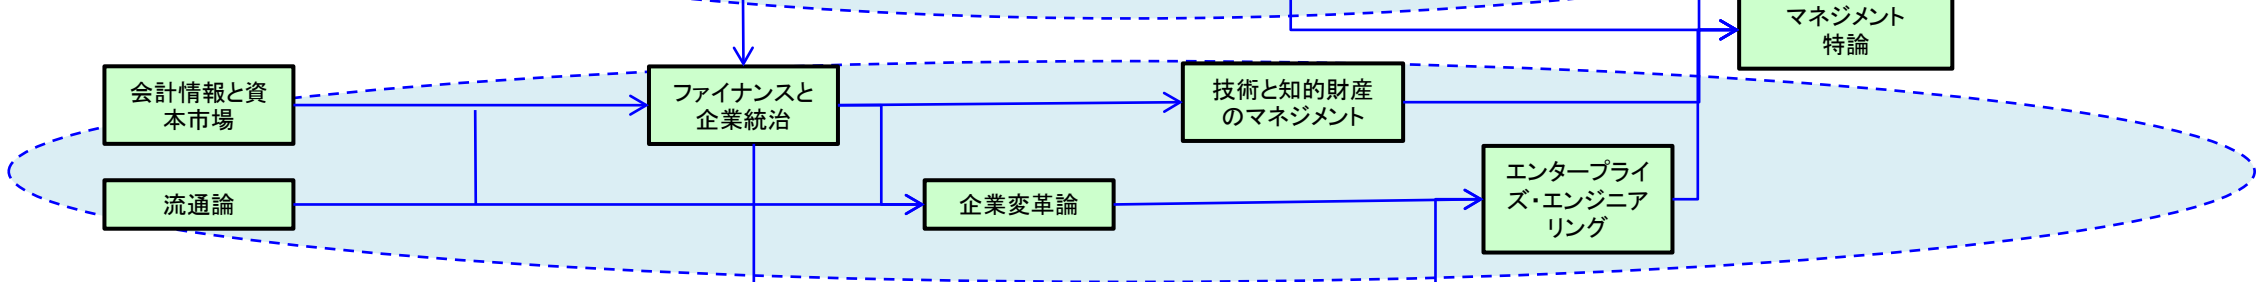 マネジメント
特論
会計情報と資
本市場
ファイナンスと
企業統治
技術と知的財産
のマネジメント
流通論
企業変革論
エンタープライ
ズ・エンジニア
リング